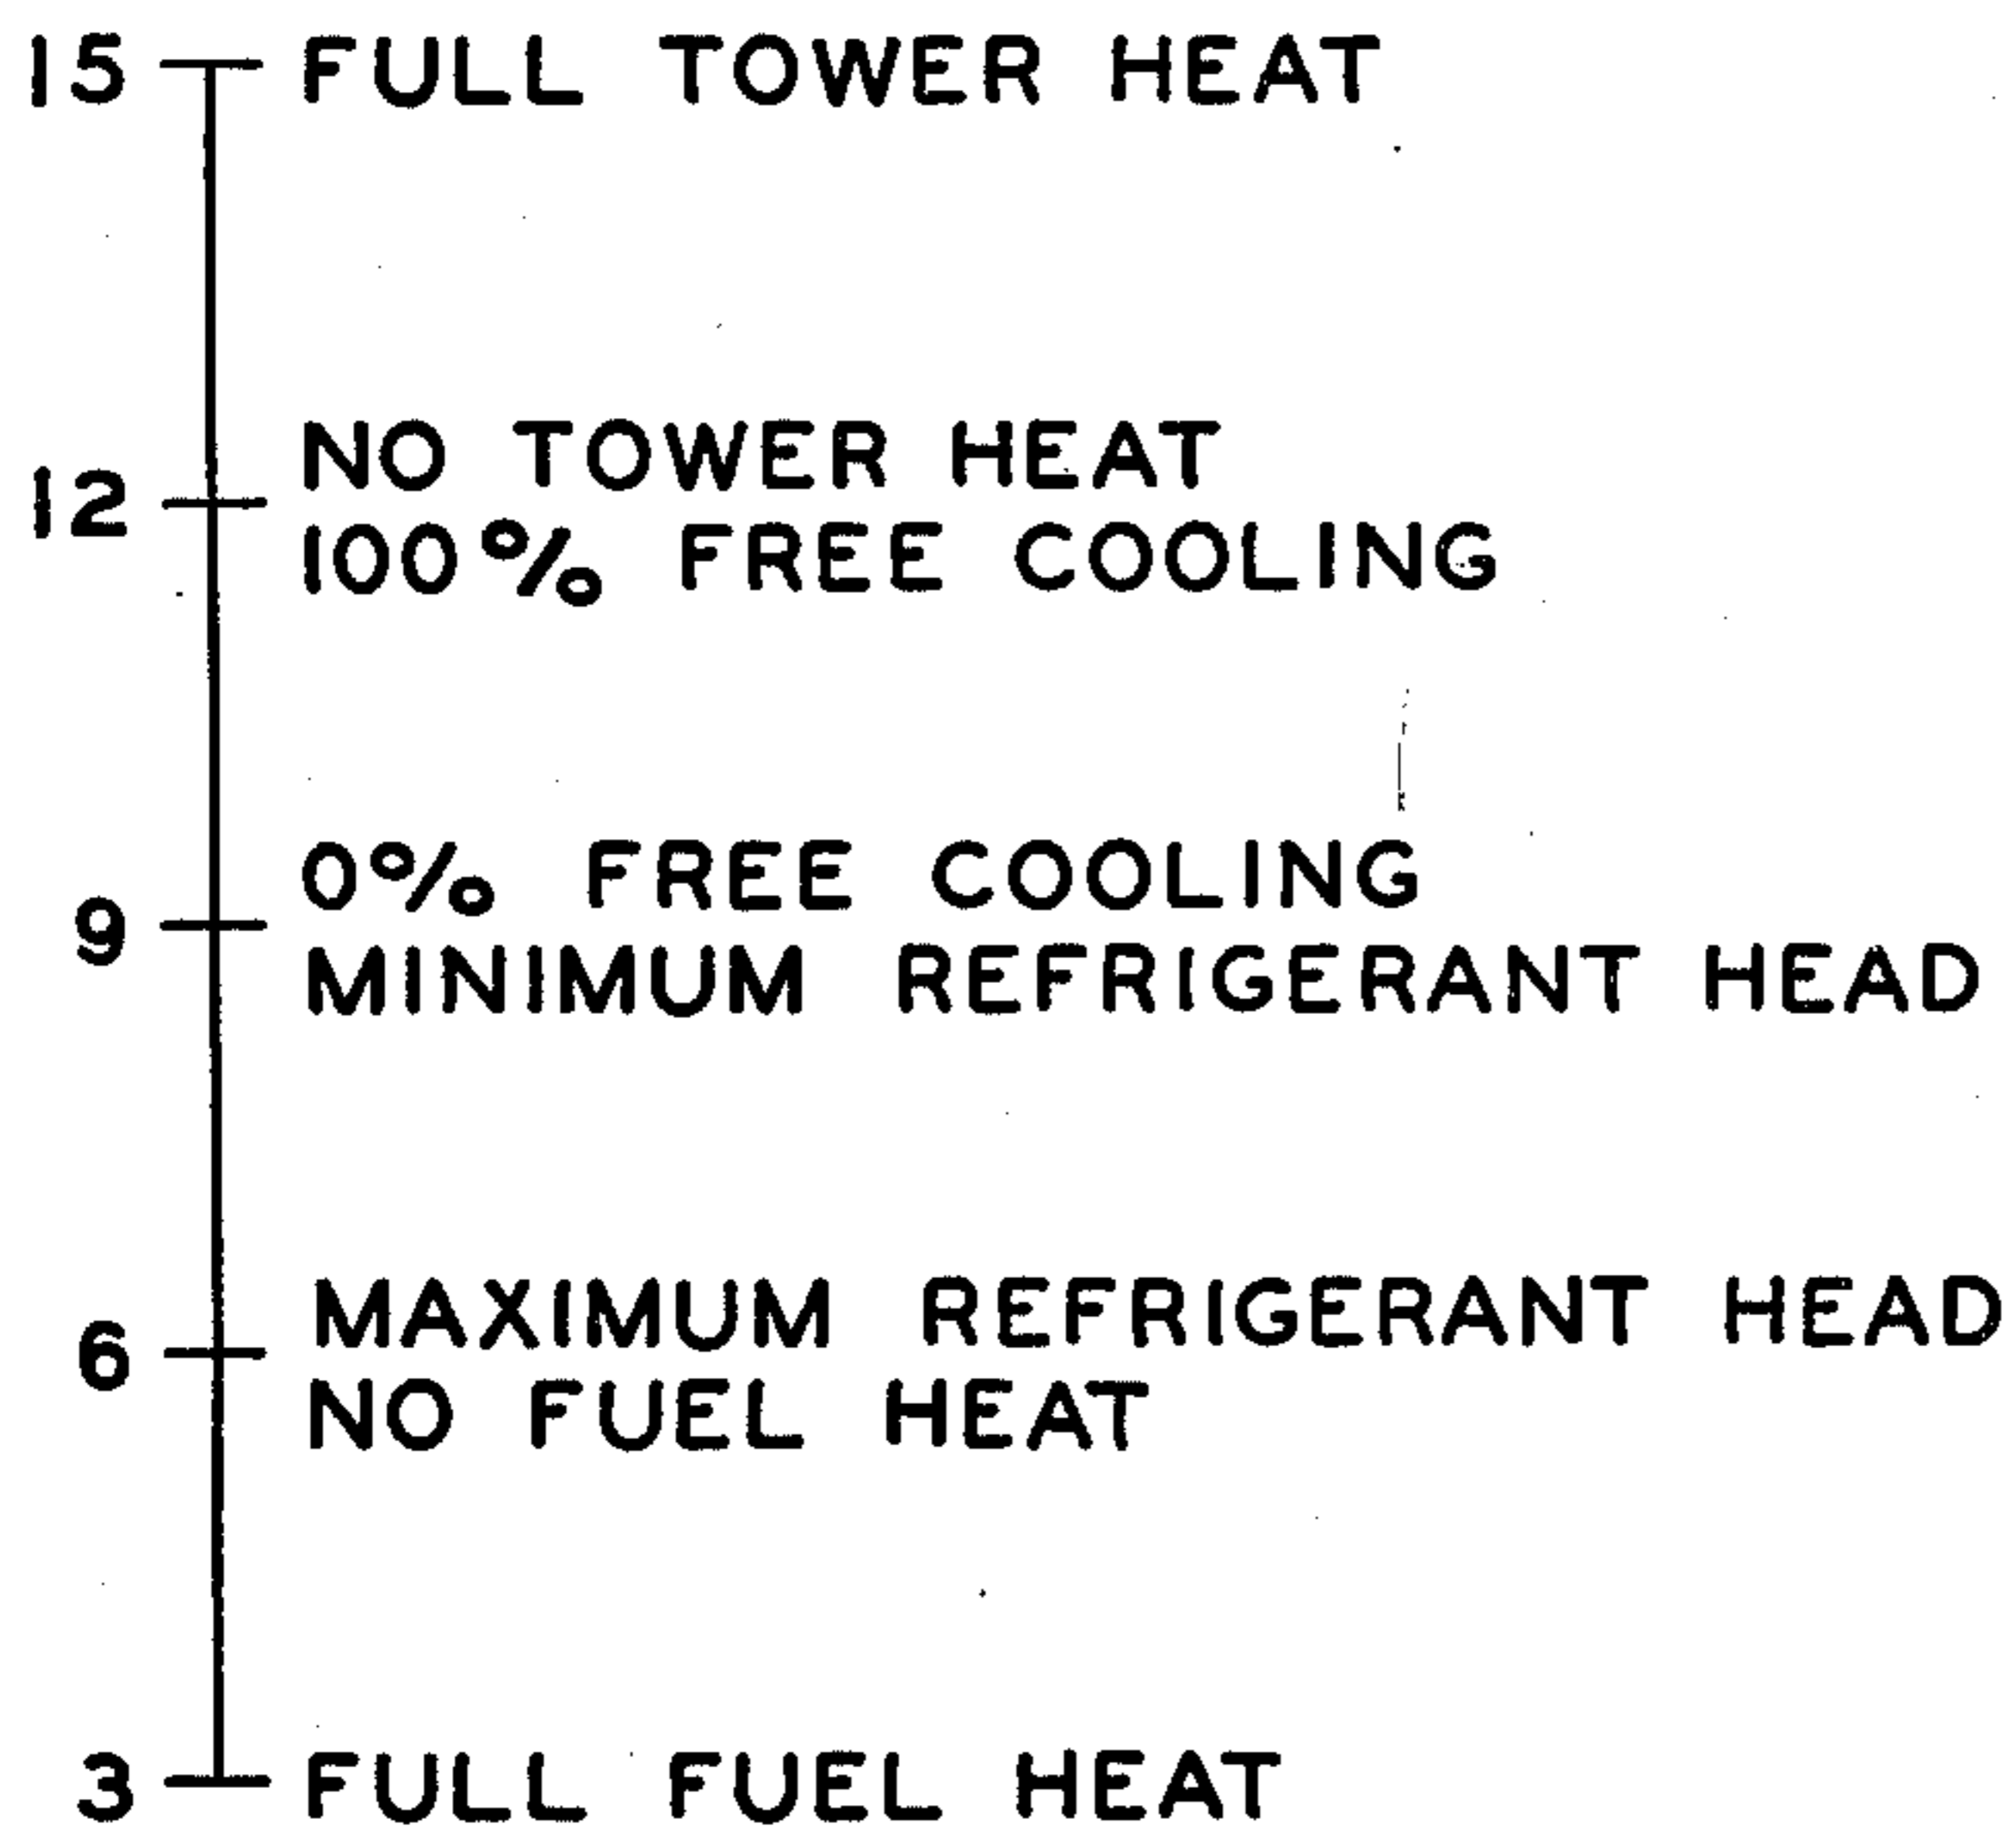 15 FULL TOWER HEAT
NO TOWER HEAT
12
100% FREE COOLING
0% FREE COOLING
9
MINIMUM REFRIGERANT HEAD
MAXIMUM REFRIGERANT HEAD
6
NO FUEL HEAT
3 FULL FUEL HEAT